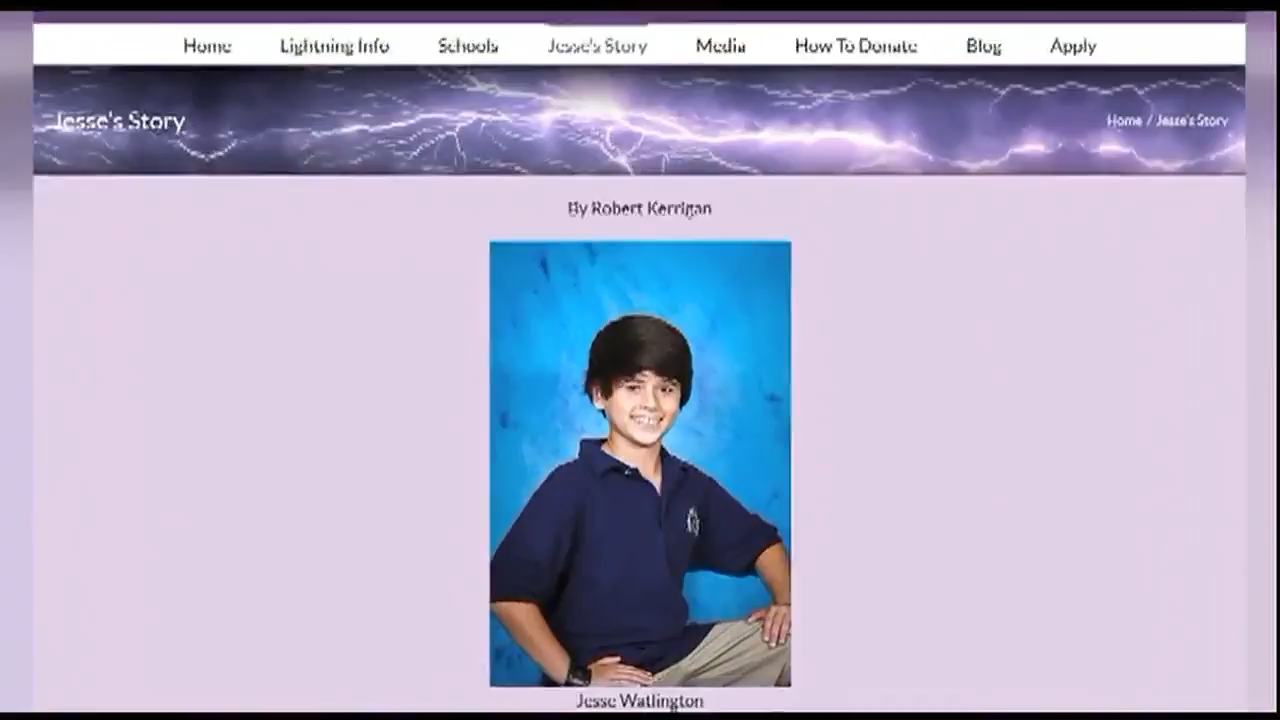 Home Lightning Info Schools Jesse's Story Media How To Donate Blog Apply
Jesse's Story Home / Jesse's Story
By Robert Kerrigan
Jesse Watlington